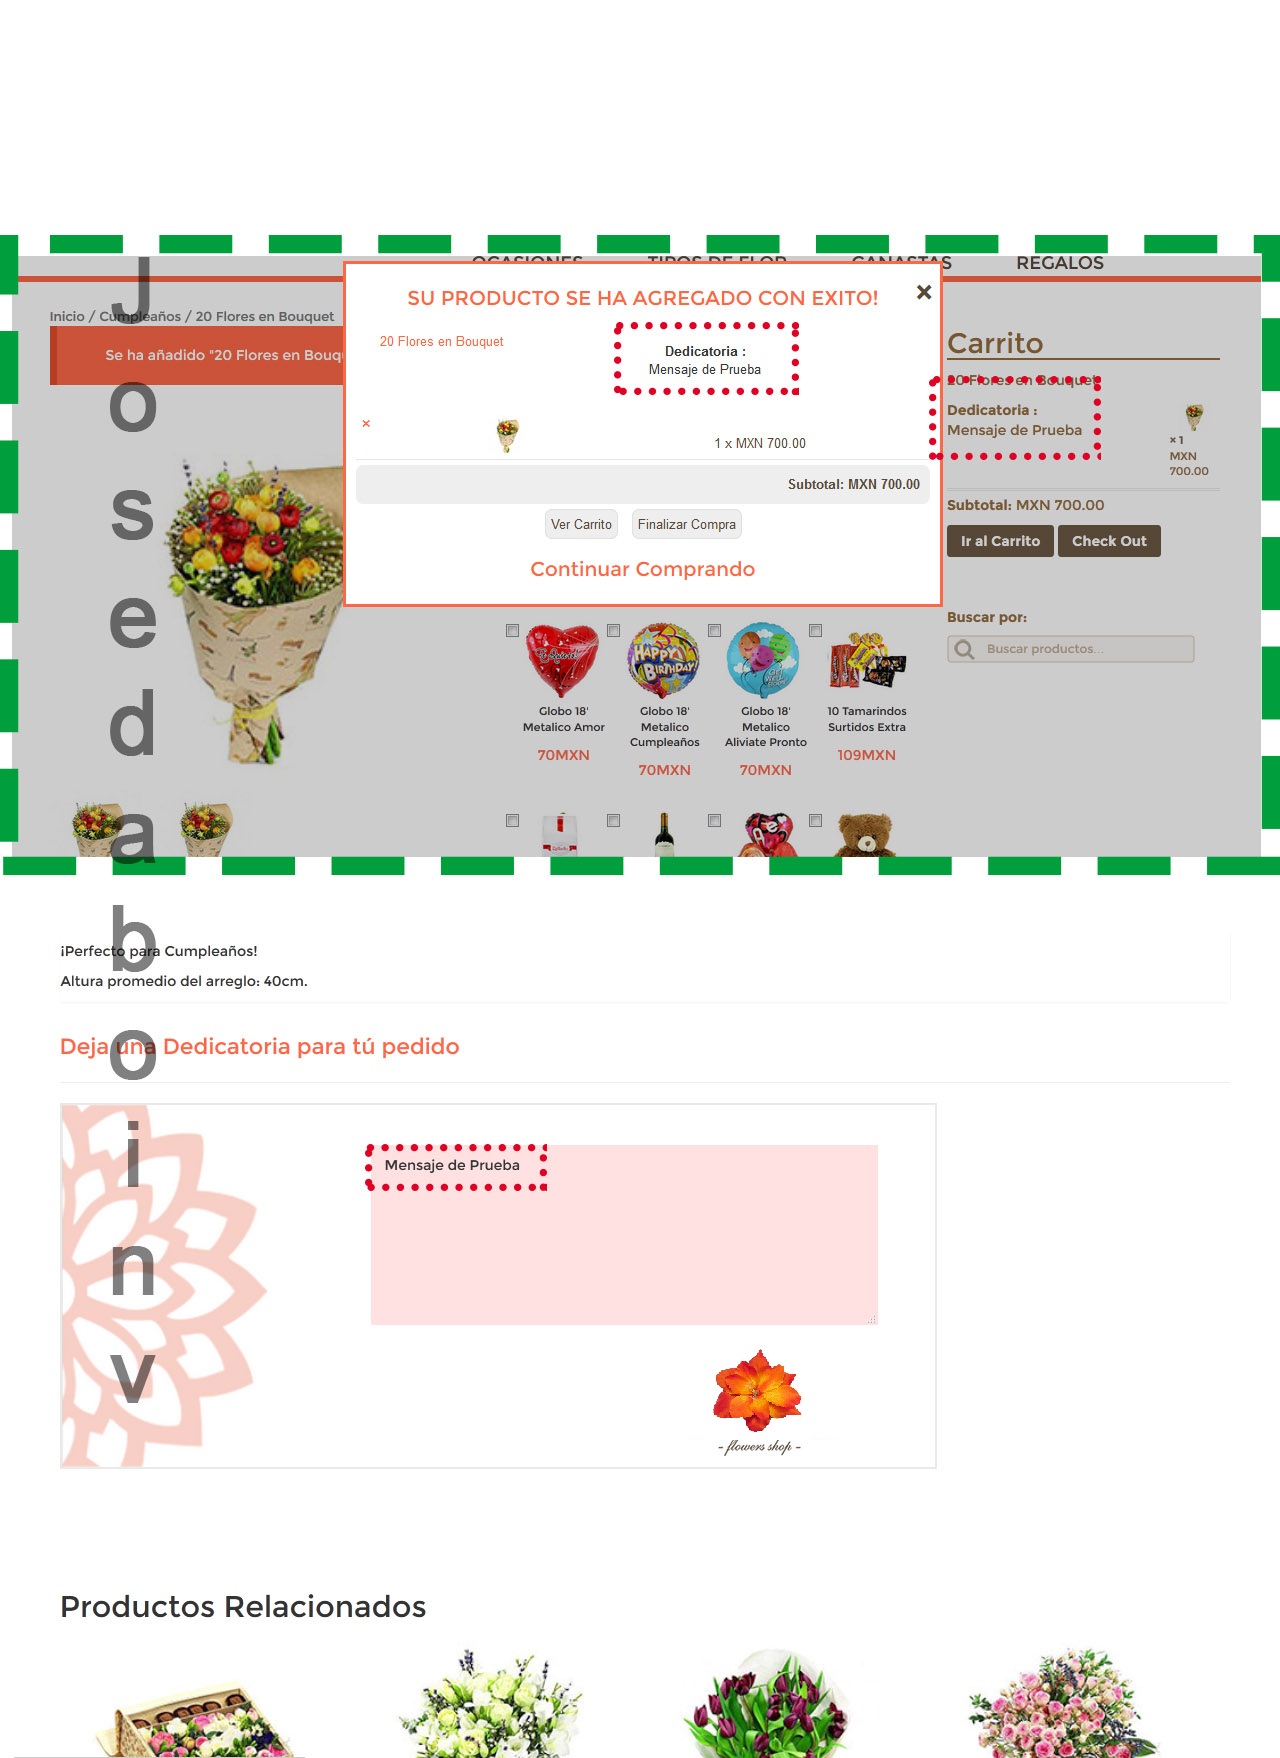 OCASIONES TIPOS DE FLOR CANASTAS REGALOS
SU PRODUCTO SE HA AGREGADO CON EXITO!
Inicio / Cumpleaños / 20 Flores en Bouquet
Se ha añadido "20 Flores en Bouq
20 Flores en Bouquet
Dedicatoria :
Mensaje de Prueba
×
1 x MXN 700.00
Subtotal: MXN 700.00
Ver Carrito
Finalizar Compra
Continuar Comprando
Carrito
20 Flores en Bouquet
Dedicatoria :
Mensaje de Prueba
× 1
MXN
700.00
Subtotal: MXN 700.00
Ir al Carrito
Check Out
Buscar por:
Buscar productos...
Te Quiero!
HAPPY
BIRTHDAY!
Globo 18'
Metalico Amor
70MXN
Globo 18'
Metalico
Cumpleaños
70MXN
Globo 18'
Metalico
Aliviate Pronto
70MXN
10 Tamarindos
Surtidos Extra
109MXN
Josedaboinv
¡Perfecto para Cumpleaños!
Altura promedio del arreglo: 40cm.
Deja una Dedicatoria para tú pedido
Mensaje de Prueba
- flowers shop -
Productos Relacionados